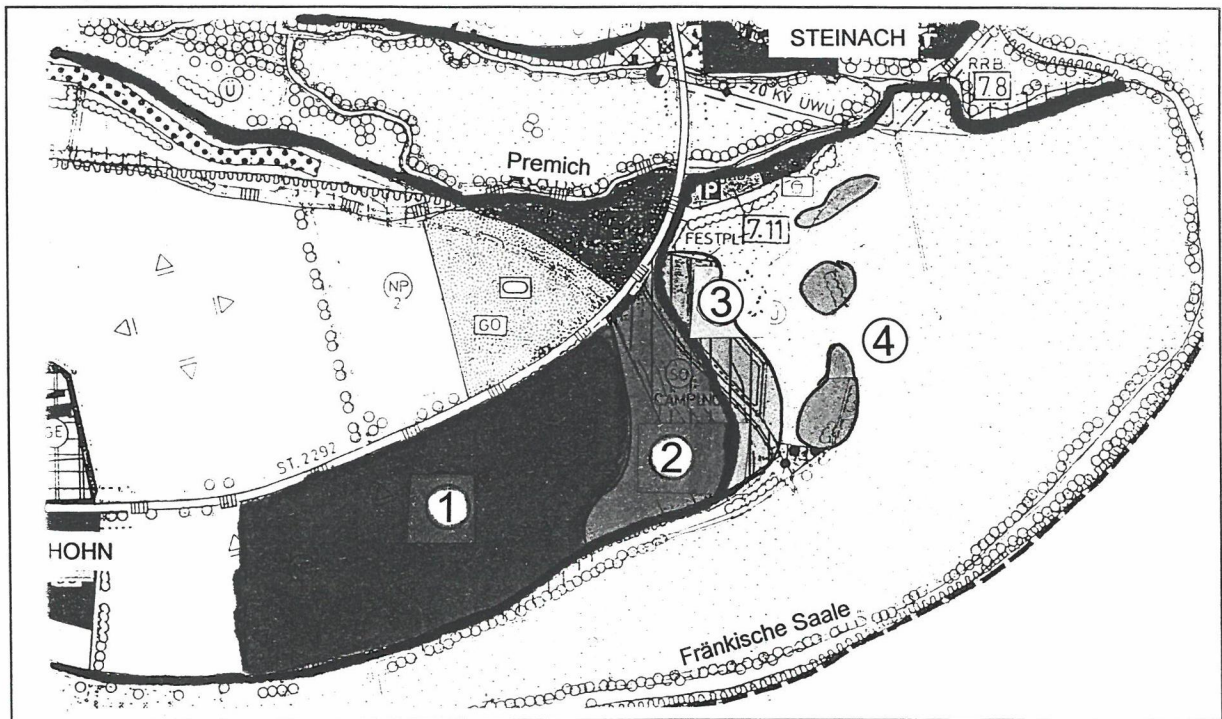 STEINACH
RRB
7.8
20 KV ÜWU
Ü
Premich
P
7.11
FESTPL
NP
2
GO
3
4
SO
CAMPING
ST. 2292
2
1
GE
HOHN
Fränkische Saale